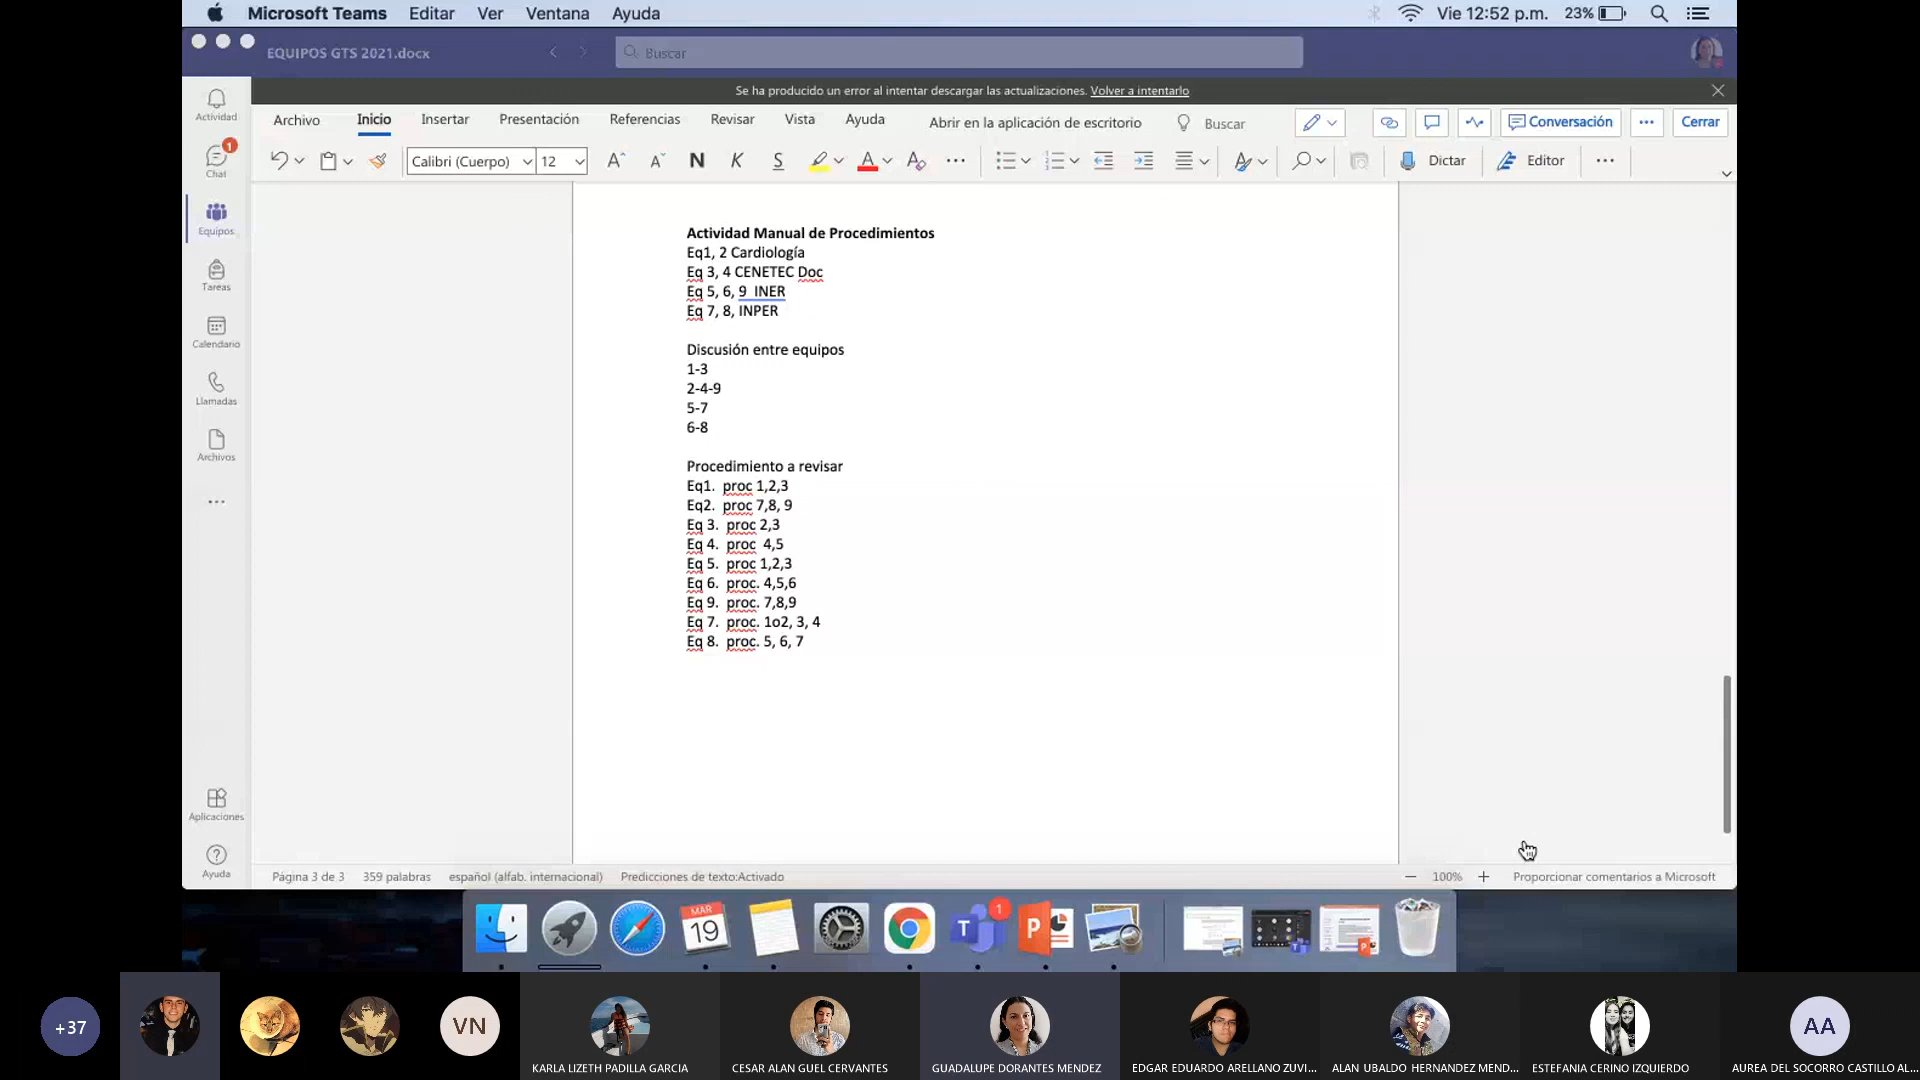 Microsoft Teams Editar Ver Ventana Ayuda
Vie 12:52 p.m. 23%
EQUIPOS GTS 2021.docx
Buscar
Se ha producido un error al intentar descargar las actualizaciones. Volver a intentarlo
Actividad
1
Chat
Equipos
Tareas
Calendario
Llamadas
Archivos
Aplicaciones
Ayuda
Archivo Inicio Insertar Presentación Referencias Revisar Vista Ayuda Abrir en la aplicación de escritorio Buscar Conversación Cerrar
Calibri (Cuerpo) 12 A A N K S A Dictar Editor
Actividad Manual de Procedimientos
Eq1, 2 Cardiología
Eq 3, 4 CENETEC Doc
Eq 5, 6, 9 INER
Eq 7, 8, INPER
Discusión entre equipos
1-3
2-4-9
5-7
6-8
Procedimiento a revisar
Eq1. proc 1,2,3
Eq2. proc 7,8, 9
Eq 3. proc 2,3
Eq 4. proc 4,5
Eq 5. proc 1,2,3
Eq 6. proc. 4,5,6
Eq 9. proc. 7,8,9
Eq 7. proc. 1o2, 3, 4
Eq 8. proc. 5, 6, 7
Página 3 de 3 359 palabras español (alfab. internacional) Predicciones de texto:Activado
100% Proporcionar comentarios a Microsoft
MAR
19
T
1
P
+37
VN
AA
KARLA LIZETH PADILLA GARCIA
CESAR ALAN GUEL CERVANTES
GUADALUPE DORANTES MENDEZ
EDGAR EDUARDO ARELLANO ZUVI...
ALAN UBALDO HERNANDEZ MEND...
ESTEFANIA CERINO IZQUIERDO
AUREA DEL SOCORRO CASTILLO AL...